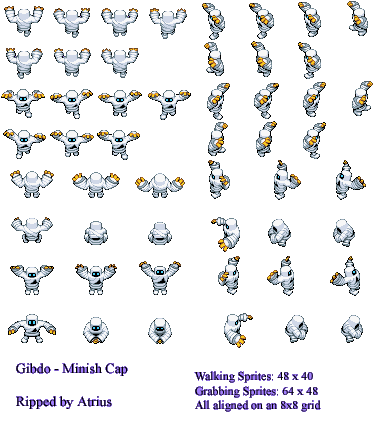 Gibdo - Minish Cap
Ripped by Atrius
Walking Sprites: 48 x 40
Grabbing Sprites: 64 x 48
All aligned on an 8x8 grid